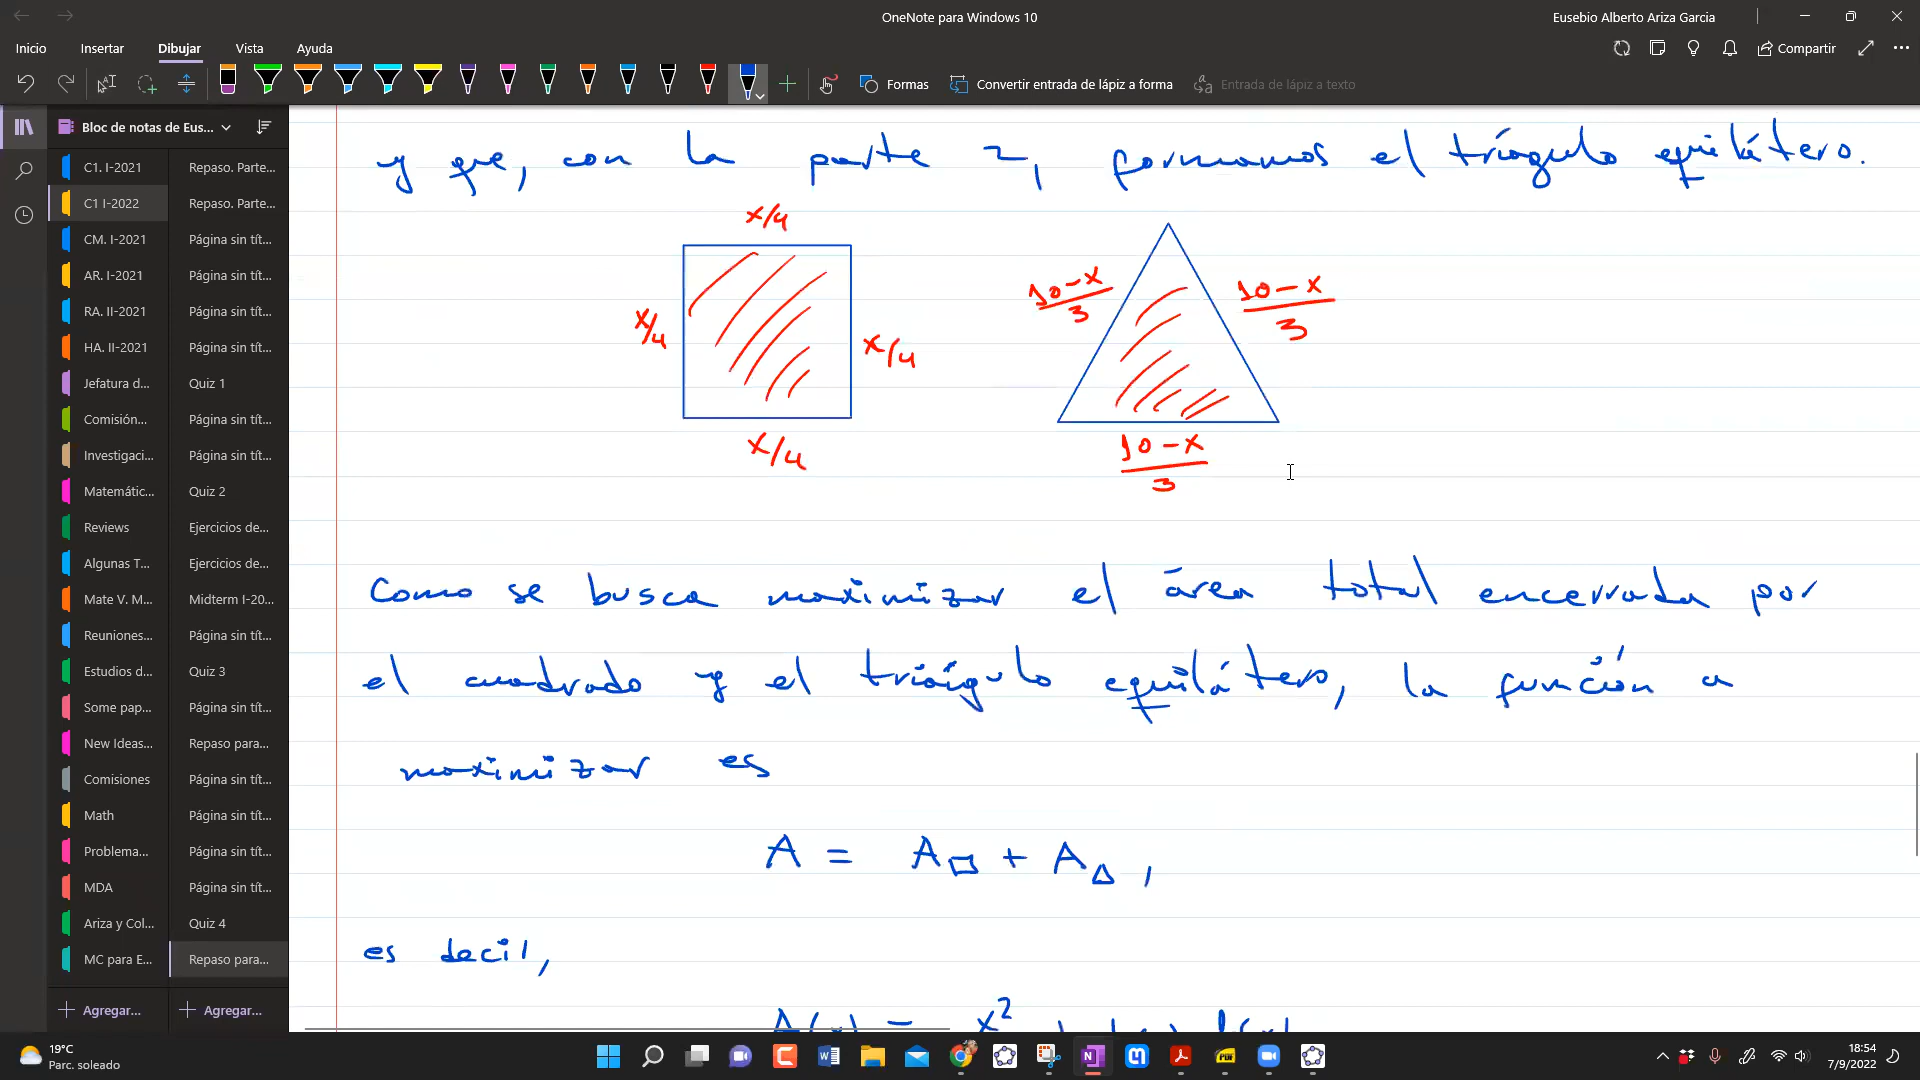 OneNote para Windows 10
Eusebio Alberto Ariza Garcia
Inicio Insertar Dibujar Vista Ayuda
Compartir
Formas Convertir entrada de lápiz a forma Entrada de lápiz a texto
Bloc de notas de Eus...
C1. I-2021 Repaso. Parte...
C1 I-2022 Repaso. Parte...
CM. I-2021 Página sin tít...
AR. I-2021 Página sin tít...
RA. II-2021 Página sin tít...
HA. II-2021 Página sin tít...
Jefatura d... Quiz 1
Comisión... Página sin tít...
Investigaci... Página sin tít...
Matemátic... Quiz 2
Reviews Ejercicios de...
Algunas T... Ejercicios de...
Mate V. M... Midterm I-20...
Reuniones... Página sin tít...
Estudios d... Quiz 3
Some pap... Página sin tít...
New Ideas... Repaso para...
Comisiones Página sin tít...
Math Página sin tít...
Problema... Página sin tít...
MDA Página sin tít...
Ariza y Col... Quiz 4
MC para E... Repaso para...
Agregar... Agregar...
y que, con la parte 2, formamos el tríangulo equilátero.
x/4
x/4
x/4
x/4
10-x/3
10-x/3
10-x/3
Como se busca maximizar el área total encerrada por
el cuadrado y el triángulo equilátero, la función a
maximizar es
A = A□ + A△,
es decir,
19°C
Parc. soleado
18:54
7/9/2022